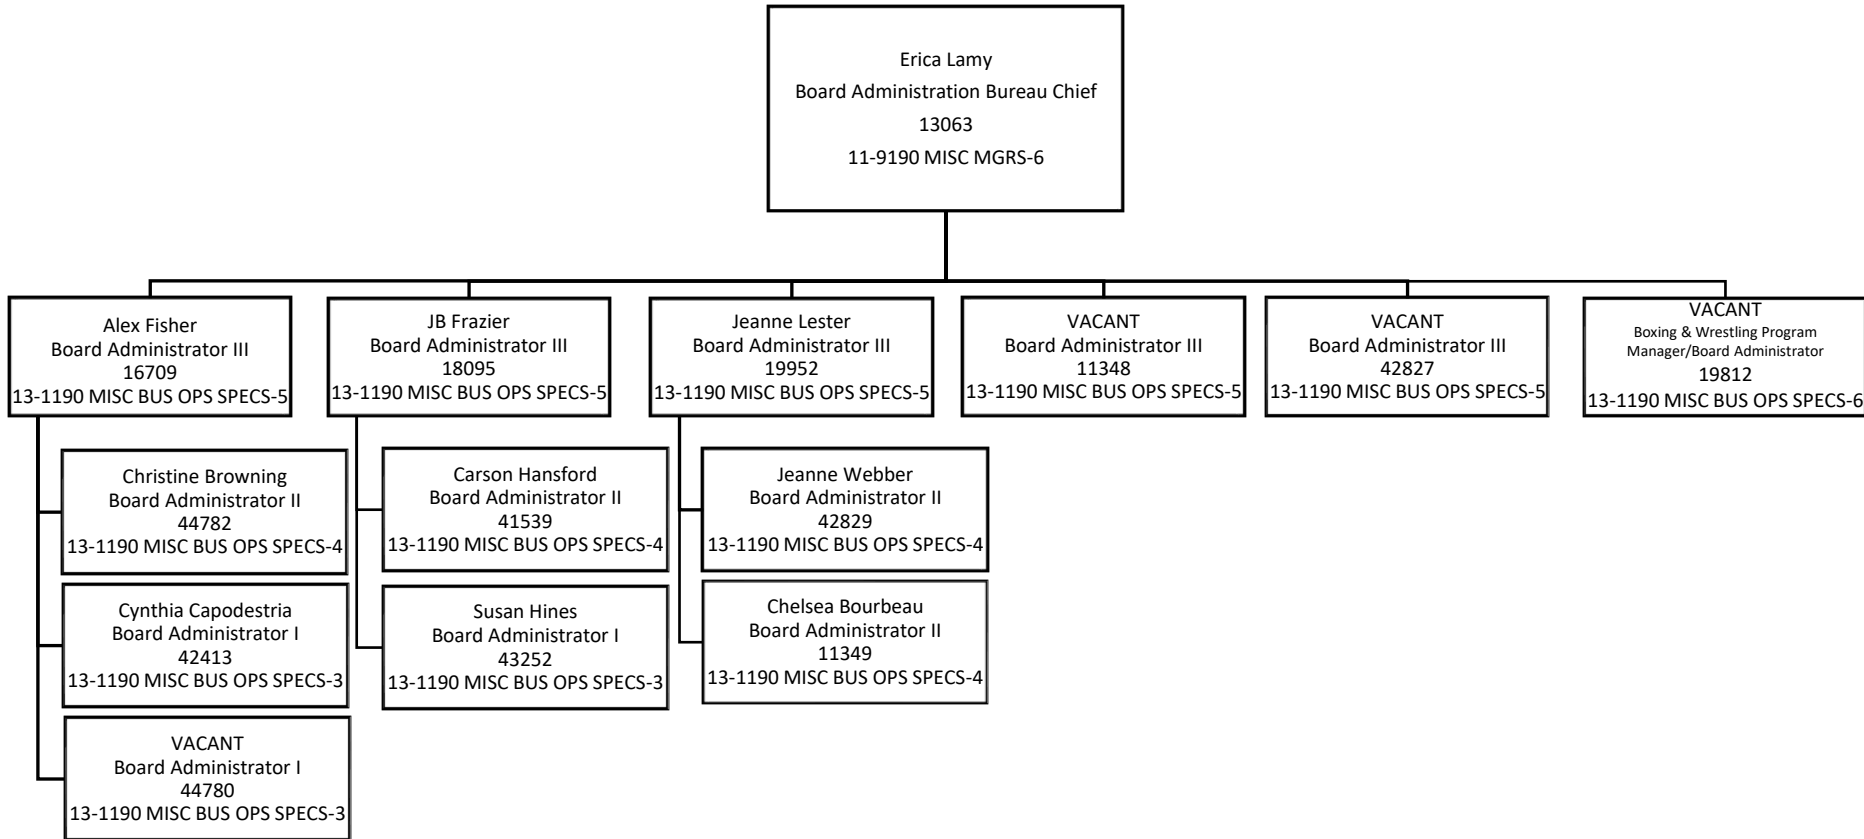 Erica Lamy
Board Administration Bureau Chief
13063
11-9190 MISC MGRS-6
Alex Fisher
Board Administrator III
16709
13-1190 MISC BUS OPS SPECS-5
JB Frazier
Board Administrator III
18095
13-1190 MISC BUS OPS SPECS-5
Jeanne Lester
Board Administrator III
19952
13-1190 MISC BUS OPS SPECS-5
VACANT
Board Administrator III
11348
13-1190 MISC BUS OPS SPECS-5
VACANT
Board Administrator III
42827
13-1190 MISC BUS OPS SPECS-5
VACANT
Boxing & Wrestling Program
Manager/Board Administrator
19812
13-1190 MISC BUS OPS SPECS-6
Christine Browning
Board Administrator II
44782
13-1190 MISC BUS OPS SPECS-4
Cynthia Capodestria
Board Administrator I
42413
13-1190 MISC BUS OPS SPECS-3
VACANT
Board Administrator I
44780
13-1190 MISC BUS OPS SPECS-3
Carson Hansford
Board Administrator II
41539
13-1190 MISC BUS OPS SPECS-4
Susan Hines
Board Administrator I
43252
13-1190 MISC BUS OPS SPECS-3
Jeanne Webber
Board Administrator II
42829
13-1190 MISC BUS OPS SPECS-4
Chelsea Bourbeau
Board Administrator II
11349
13-1190 MISC BUS OPS SPECS-4